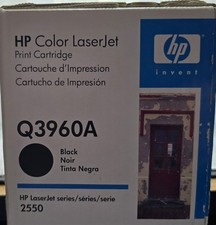 HP Color LaserJet
Print Cartridge
Cartouche d'Impression
Cartucho de Impresión
hp
invent
Q3960A
Black
Noir
Tinta Negra
HP LaserJet series/séries/serie
2550